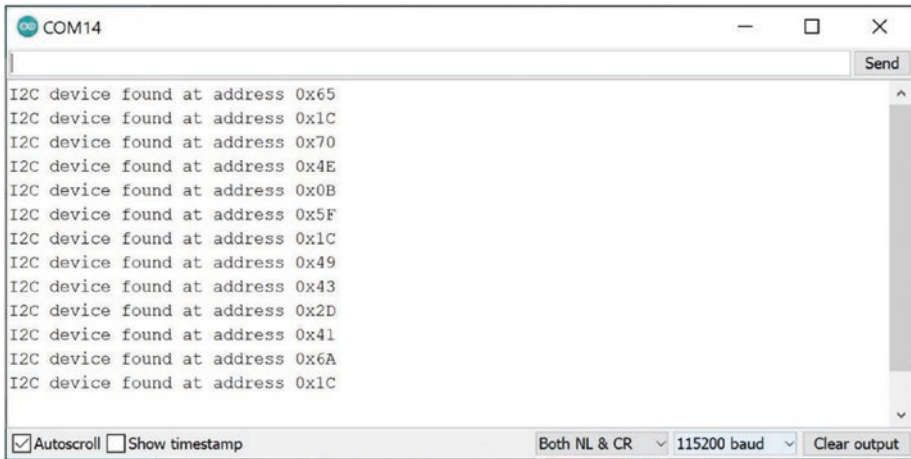 COM14
Send
I2C device found at address 0x65
I2C device found at address 0x1C
I2C device found at address 0x70
I2C device found at address 0x4E
I2C device found at address 0x0B
I2C device found at address 0x5F
I2C device found at address 0x1C
I2C device found at address 0x49
I2C device found at address 0x43
I2C device found at address 0x2D
I2C device found at address 0x41
I2C device found at address 0x6A
I2C device found at address 0x1C
Autoscroll Show timestamp Both NL & CR 115200 baud Clear output